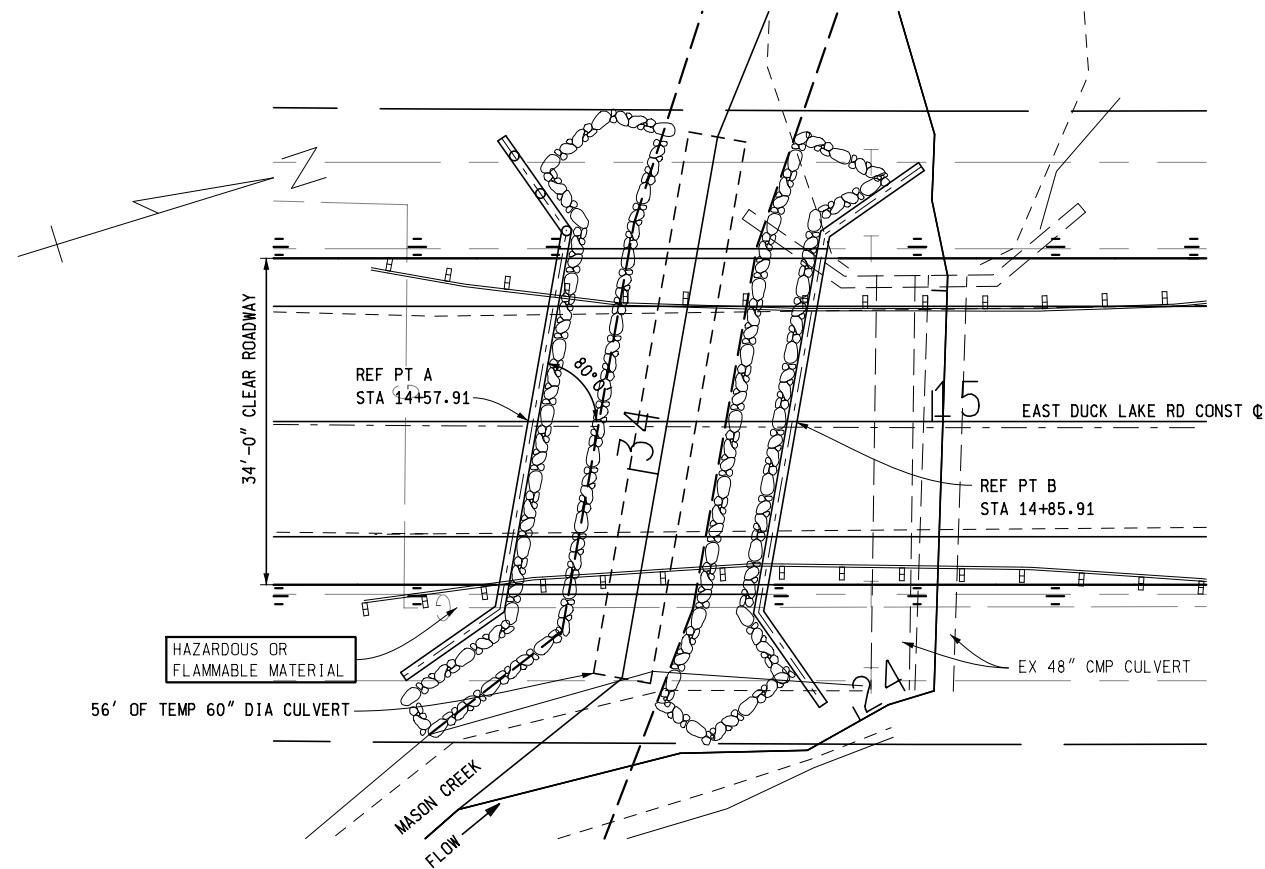 Z
34'-0" CLEAR ROADWAY
REF PT A
STA 14+57.91
80°0'
134
15
EAST DUCK LAKE RD CONST ℄
REF PT B
STA 14+85.91
HAZARDOUS OR
FLAMMABLE MATERIAL
56' OF TEMP 60" DIA CULVERT
24
EX 48" CMP CULVERT
MASON CREEK
FLOW